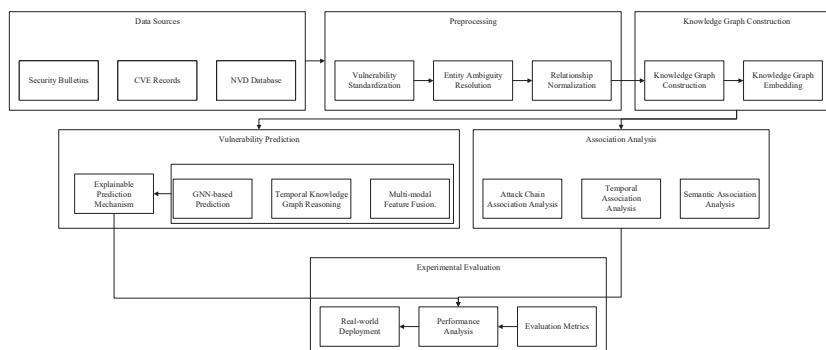 Data Sources
Security Bulletins
CVE Records
NVD Database
Preprocessing
Vulnerability
Standardization
Entity Ambiguity
Resolution
Relationship
Normalization
Knowledge Graph Construction
Knowledge Graph
Construction
Knowledge Graph
Embedding
Vulnerability Prediction
Explainable
Prediction
Mechanism
GNN-based
Prediction
Temporal Knowledge
Graph Reasoning
Multi-modal
Feature Fusion.
Association Analysis
Attack Chain
Association Analysis
Temporal
Association
Analysis
Semantic Association
Analysis
Experimental Evaluation
Real-world
Deployment
Performance
Analysis
Evaluation Metrics